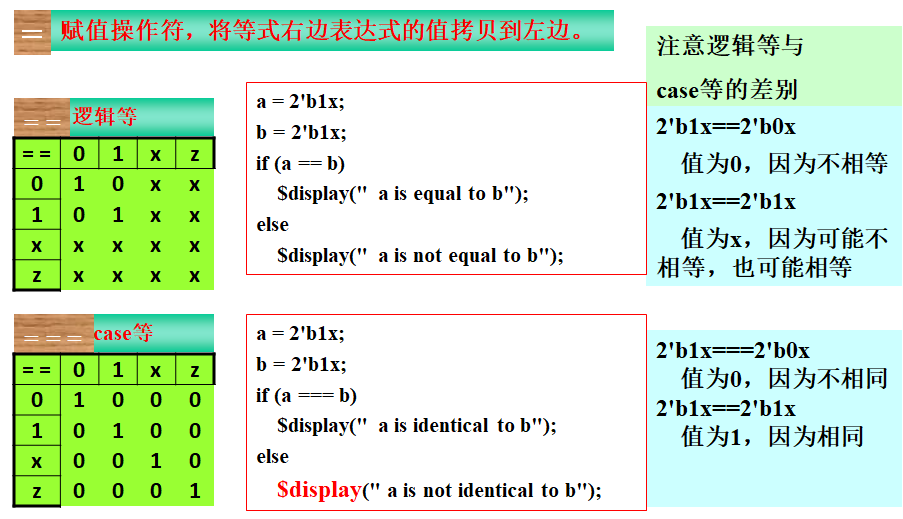 = 赋值操作符，将等式右边表达式的值拷贝到左边。
注意逻辑等与
case等的差别
== 逻辑等
== 0 1 x z
0 1 0 x x
1 0 1 x x
x x x x x
z x x x x
a = 2'b1x;
b = 2'b1x;
if (a == b)
$display(" a is equal to b");
else
$display(" a is not equal to b");
2'b1x==2'b0x
值为0，因为不相等
2'b1x==2'b1x
值为x，因为可能不
相等，也可能相等
=== case等
== 0 1 x z
0 1 0 0 0
1 0 1 0 0
x 0 0 1 0
z 0 0 0 1
a = 2'b1x;
b = 2'b1x;
if (a === b)
$display(" a is identical to b");
else
$display(" a is not identical to b");
2'b1x===2'b0x
值为0，因为不相同
2'b1x==2'b1x
值为1，因为相同